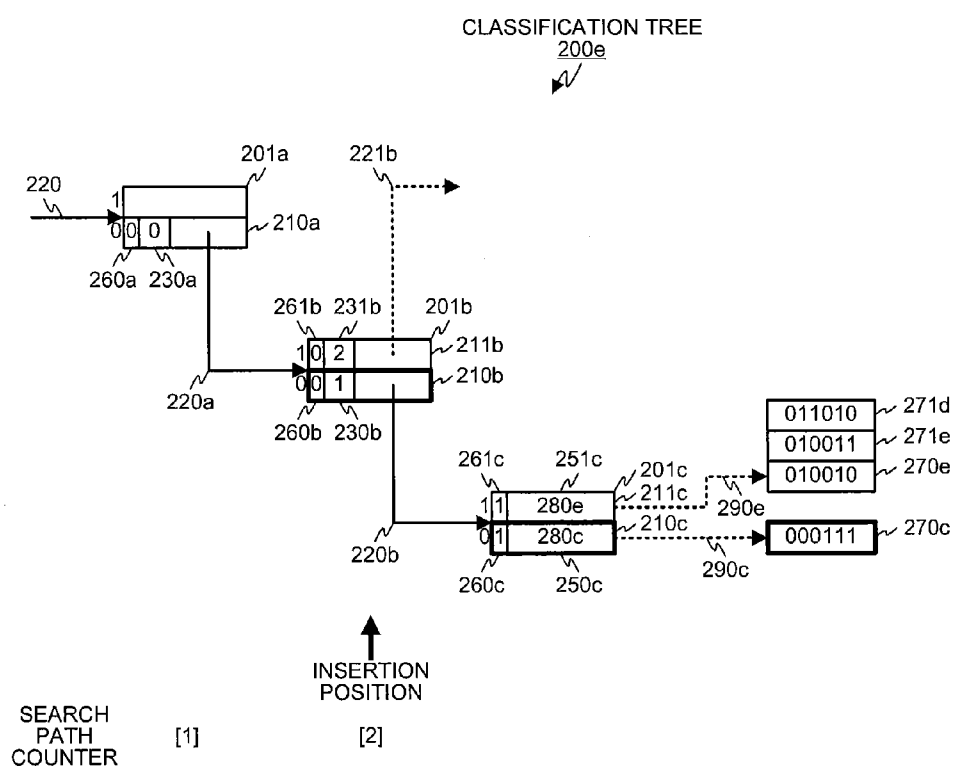 CLASSIFICATION TREE
200e
201a
221b
220
1
210a
0 0 0
260a 230a
261b 231b 201b
1 0 2
211b
0 0 1
210b
220a
260b 230b
011010
271d
010011
271e
010010
270e
261c 251c 201c
211c
1 1 280e
290e
210c
0 1 280c
000111
270c
220b
260c 250c
290c
INSERTION
POSITION
SEARCH
PATH
COUNTER
[1] [2]